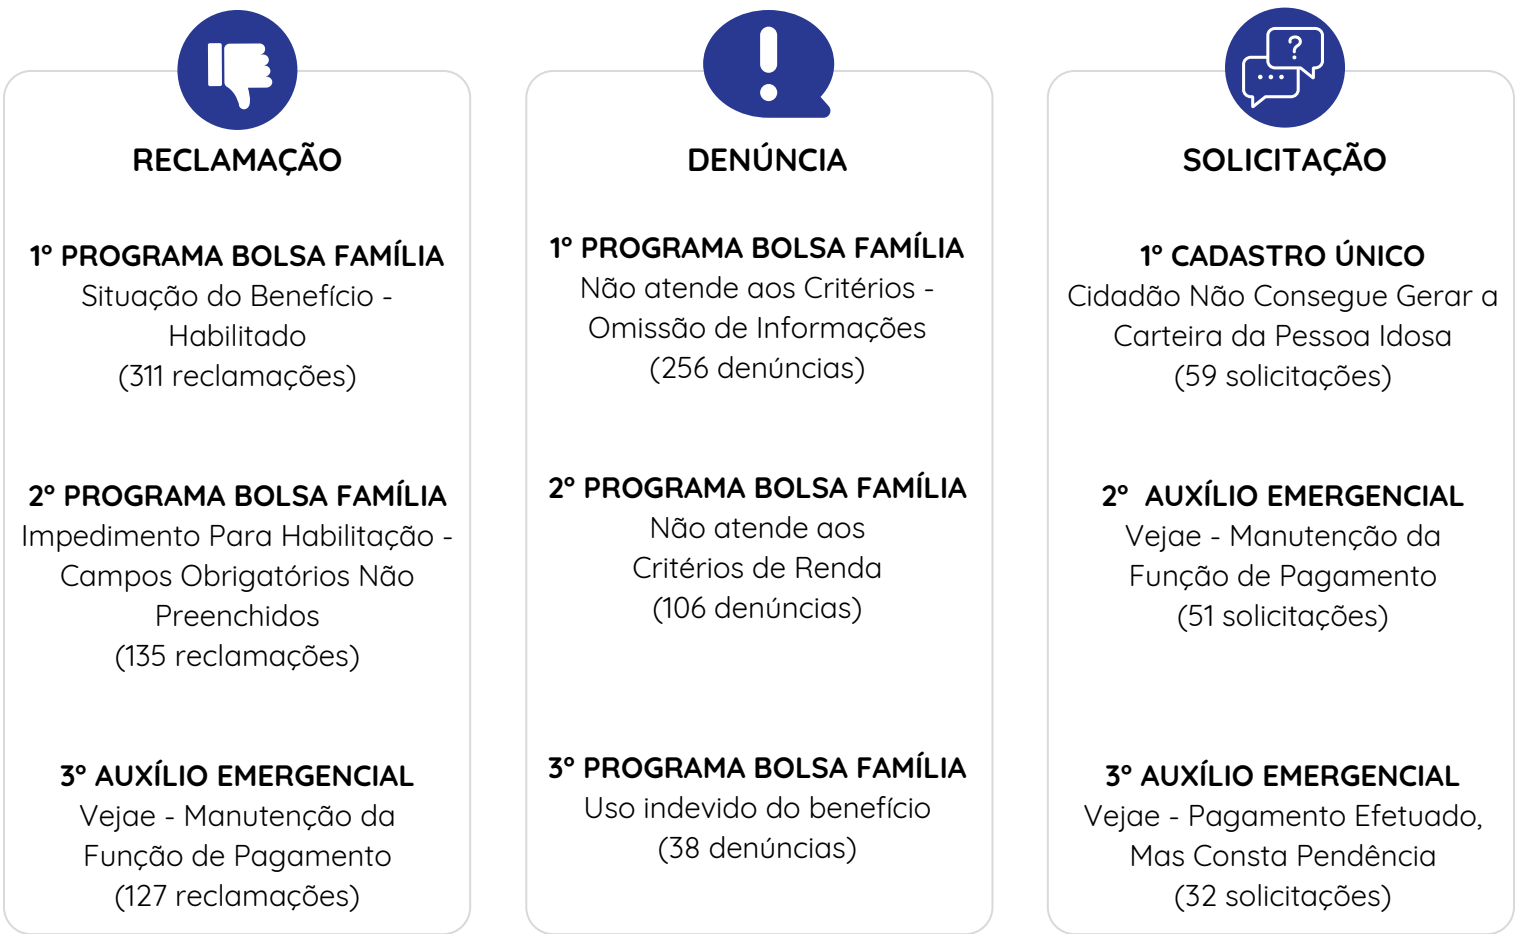 RECLAMAÇÃO
1º PROGRAMA BOLSA FAMÍLIA
Situação do Benefício -
Habilitado
(311 reclamações)
2º PROGRAMA BOLSA FAMÍLIA
Impedimento Para Habilitação -
Campos Obrigatórios Não
Preenchidos
(135 reclamações)
3º AUXÍLIO EMERGENCIAL
Vejae - Manutenção da
Função de Pagamento
(127 reclamações)
DENÚNCIA
1º PROGRAMA BOLSA FAMÍLIA
Não atende aos Critérios -
Omissão de Informações
(256 denúncias)
2º PROGRAMA BOLSA FAMÍLIA
Não atende aos
Critérios de Renda
(106 denúncias)
3º PROGRAMA BOLSA FAMÍLIA
Uso indevido do benefício
(38 denúncias)
SOLICITAÇÃO
1º CADASTRO ÚNICO
Cidadão Não Consegue Gerar a
Carteira da Pessoa Idosa
(59 solicitações)
2º AUXÍLIO EMERGENCIAL
Vejae - Manutenção da
Função de Pagamento
(51 solicitações)
3º AUXÍLIO EMERGENCIAL
Vejae - Pagamento Efetuado,
Mas Consta Pendência
(32 solicitações)